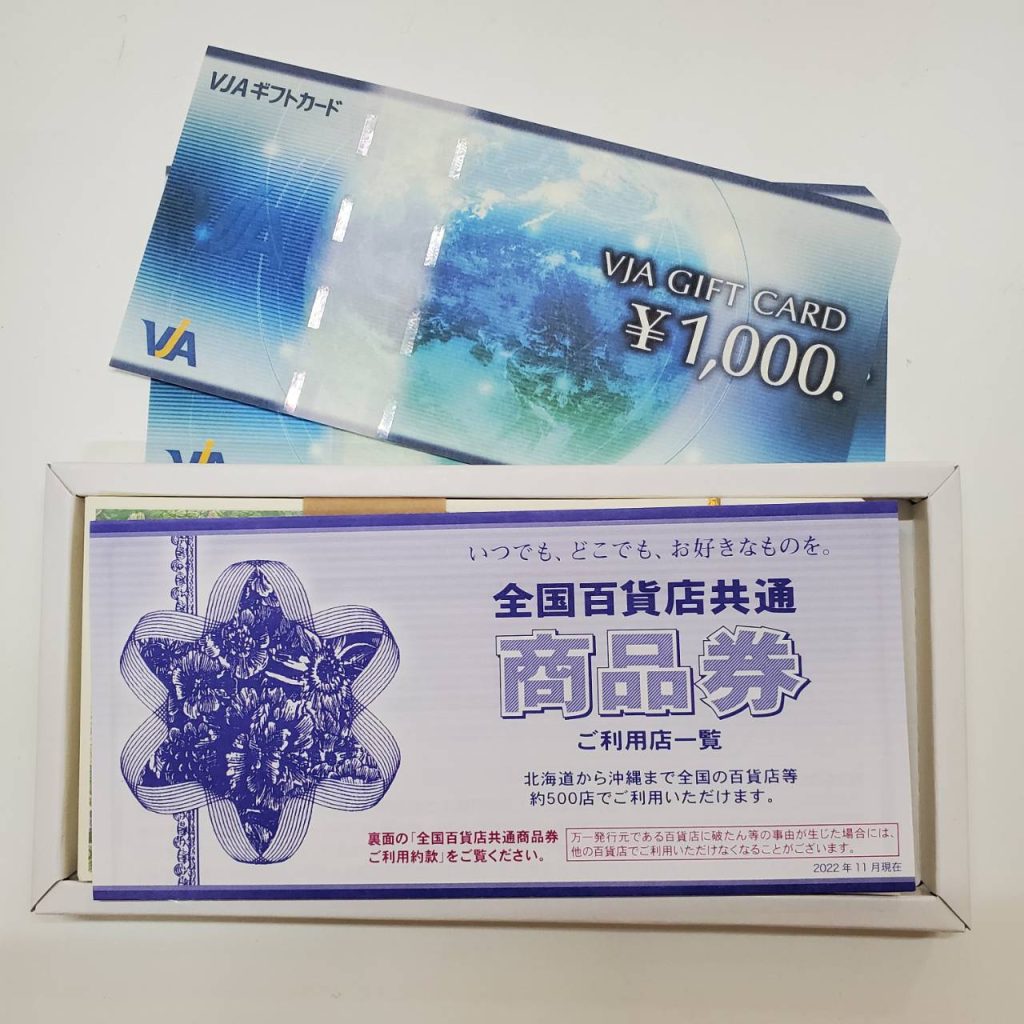 VJAギフトカード
VJA GIFT CARD
¥1,000.
VJA
VJA
いつでも、どこでも、お好きなものを。
全国百貨店共通
商品券
ご利用店一覧
北海道から沖縄まで全国の百貨店等
約500店でご利用いただけます。
裏面の「全国百貨店共通商品券
ご利用約款」をご覧ください。
万一発行元である百貨店に破たん等の事由が生じた場合には、
他の百貨店でご利用いただけなくなることがございます。
2022年11月現在